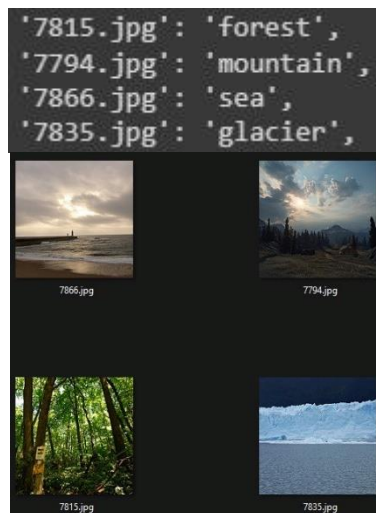 '7815.jpg': 'forest',
'7794.jpg': 'mountain',
'7866.jpg': 'sea',
'7835.jpg': 'glacier',
7866.jpg
7794.jpg
7815.jpg
7835.jpg